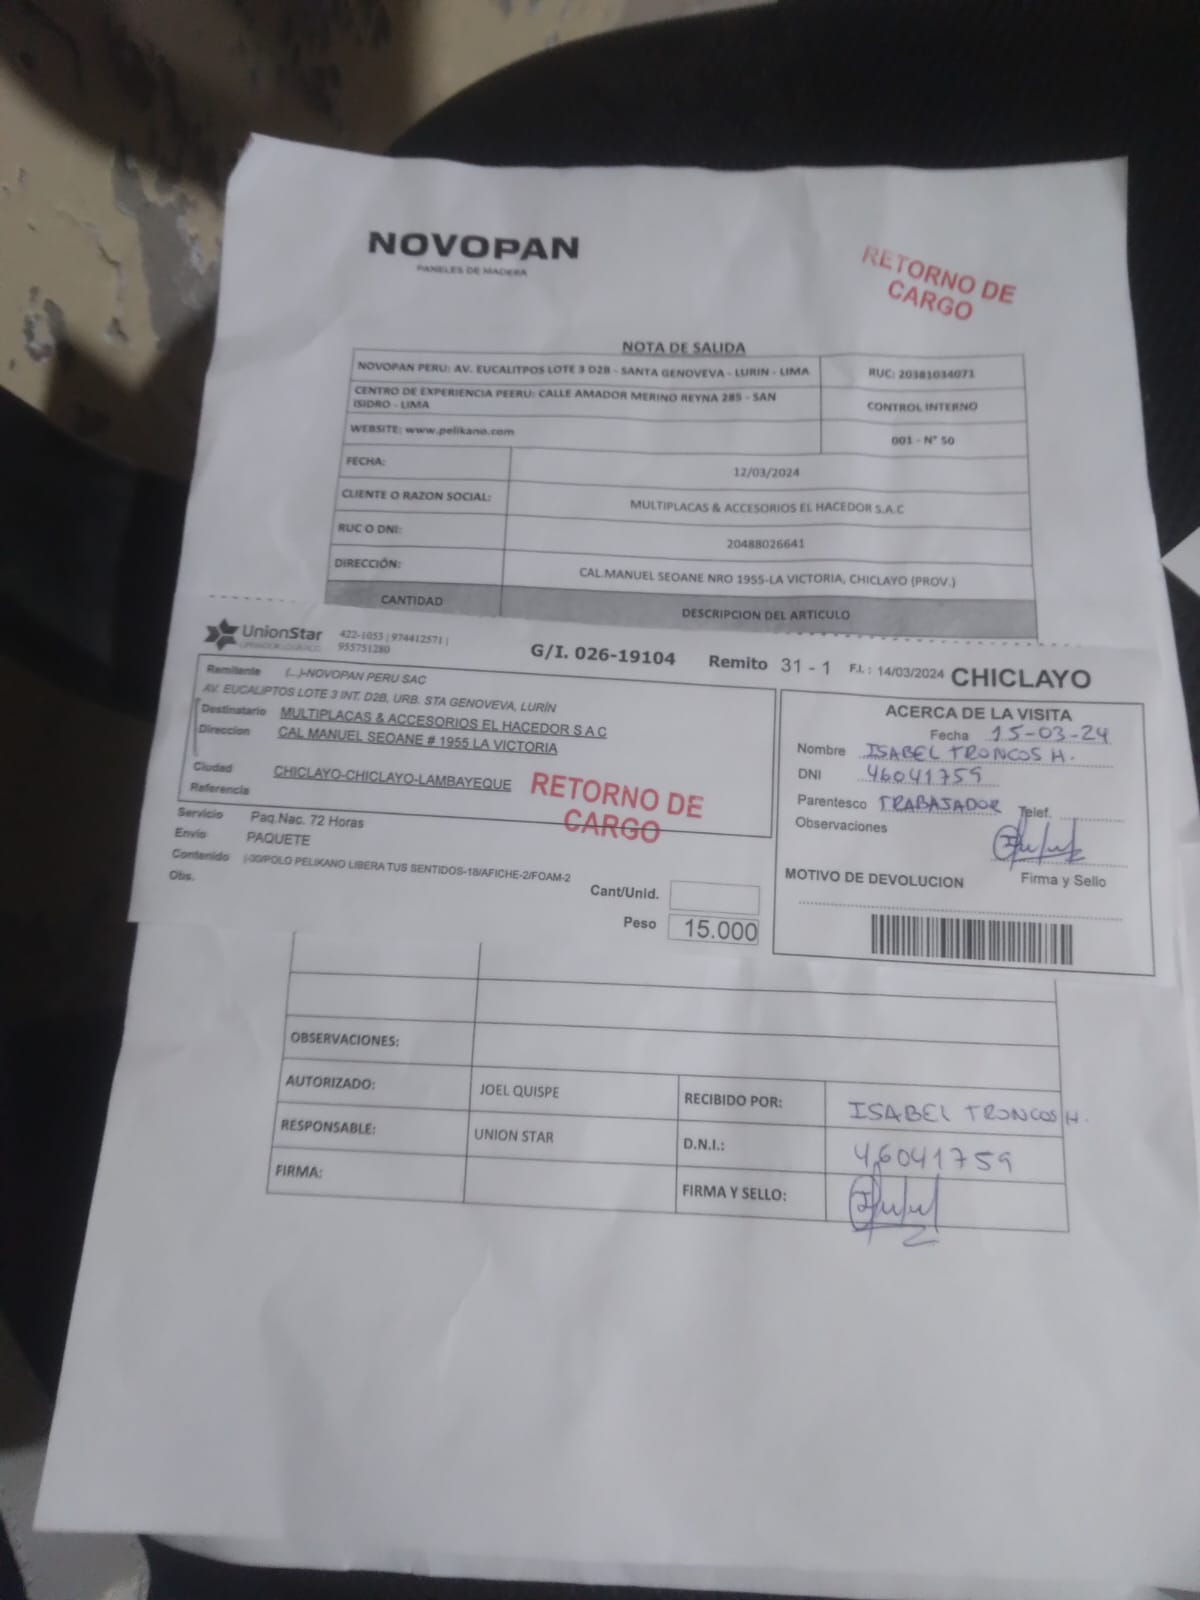 NOVOPAN
PANELES DE MADERA
RETORNO DE
CARGO
NOTA DE SALIDA
NOVOPAN PERU: AV. EUCALITPOS LOTE 3 D2B - SANTA GENOVEVA - LURIN - LIMA
RUC: 20381034071
CENTRO DE EXPERIENCIA PEERU: CALLE AMADOR MERINO REYNA 285 - SAN
ISIDRO - LIMA
CONTROL INTERNO
WEBSITE: www.pelikano.com
001 - N° 50
FECHA:
12/03/2024
CLIENTE O RAZON SOCIAL:
MULTIPLACAS & ACCESORIOS EL HACEDOR S.A.C
RUC O DNI:
20488026641
DIRECCIÓN:
CAL.MANUEL SEOANE NRO 1955-LA VICTORIA, CHICLAYO (PROV.)
CANTIDAD
DESCRIPCION DEL ARTICULO
UnionStar
OPERADOR LOGISTICO
422-1053 | 974412571 |
955751280
G/I. 026-19104
Remito 31 - 1
F.I.: 14/03/2024
CHICLAYO
Remitente (...)-NOVOPAN PERU SAC
AV. EUCALIPTOS LOTE 3 INT. D2B, URB. STA GENOVEVA, LURÍN
Destinatario MULTIPLACAS & ACCESORIOS EL HACEDOR S A C
Direccion CAL MANUEL SEOANE # 1955 LA VICTORIA
Ciudad CHICLAYO-CHICLAYO-LAMBAYEQUE
Referencia
RETORNO DE
CARGO
Servicio Paq.Nac. 72 Horas
Envio PAQUETE
Contenido (-30/POLO PELIKANO LIBERA TUS SENTIDOS-18/AFICHE-2/FOAM-2
Obs.
Cant/Unid.
Peso 15.000
ACERCA DE LA VISITA
Fecha 15-03-24
Nombre ISABEL TRONCOS H.
DNI 46041759
Parentesco TRABAJADOR Telef.
Observaciones
MOTIVO DE DEVOLUCION
Firma y Sello
OBSERVACIONES:
AUTORIZADO: JOEL QUISPE
RECIBIDO POR: ISABEL TRONCOS H.
RESPONSABLE: UNION STAR
D.N.I.: 46041759
FIRMA:
FIRMA Y SELLO: